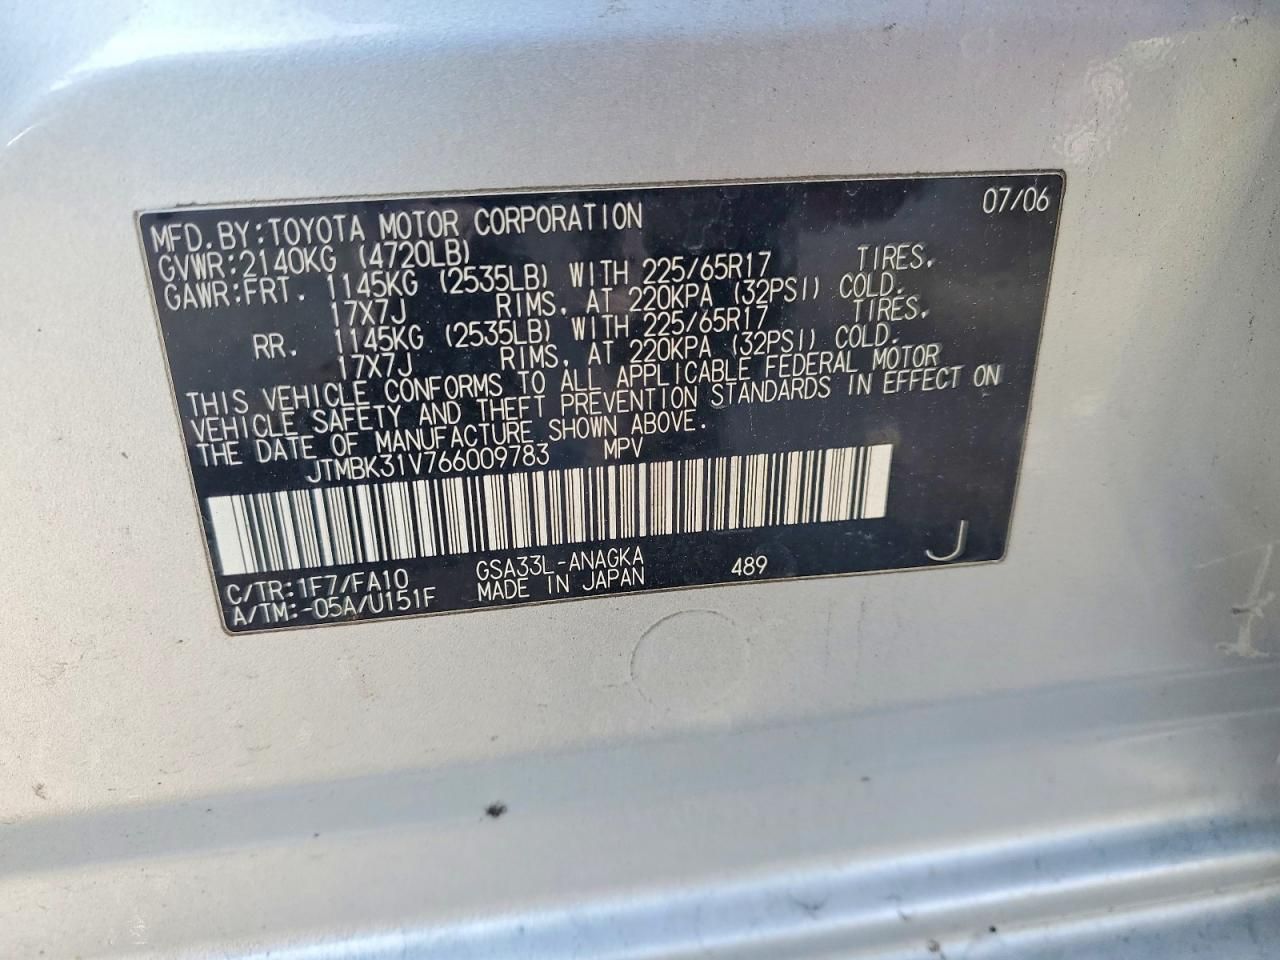 07/06
MFD.BY:TOYOTA MOTOR CORPORATION
GVWR:2140KG (4720LB)
GAWR:FRT. 1145KG (2535LB) WITH 225/65R17 TIRES,
17X7J RIMS, AT 220KPA (32PSI) COLD.
RR. 1145KG (2535LB) WITH 225/65R17 TIRES,
17X7J RIMS, AT 220KPA (32PSI) COLD.
THIS VEHICLE CONFORMS TO ALL APPLICABLE FEDERAL MOTOR
VEHICLE SAFETY AND THEFT PREVENTION STANDARDS IN EFFECT ON
THE DATE OF MANUFACTURE SHOWN ABOVE.
JTMBK31V766009783 MPV
C/TR:1F7/FA10 GSA33L-ANAGKA 489 J
A/TM:-05A/U151F MADE IN JAPAN